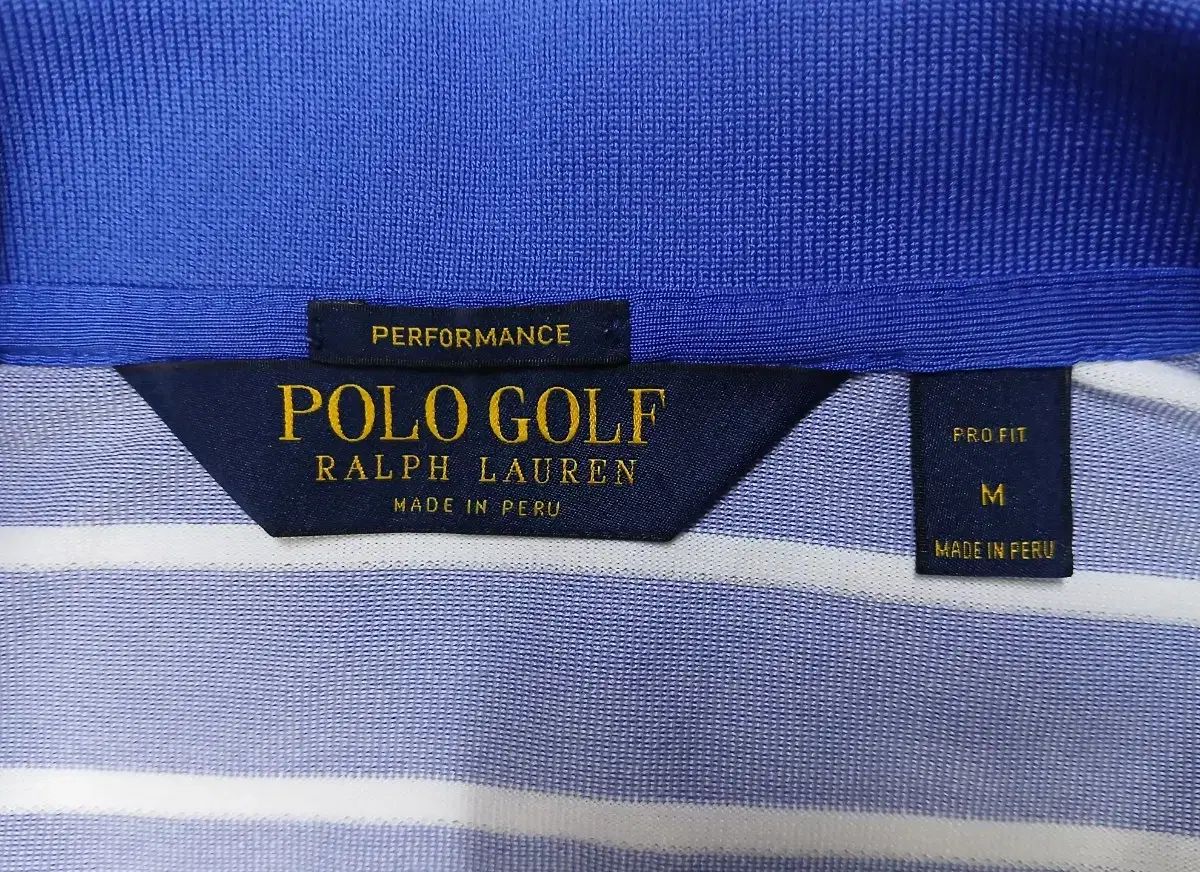 PERFORMANCE
POLO GOLF
RALPH LAUREN
MADE IN PERU
PRO FIT
M
MADE IN PERU